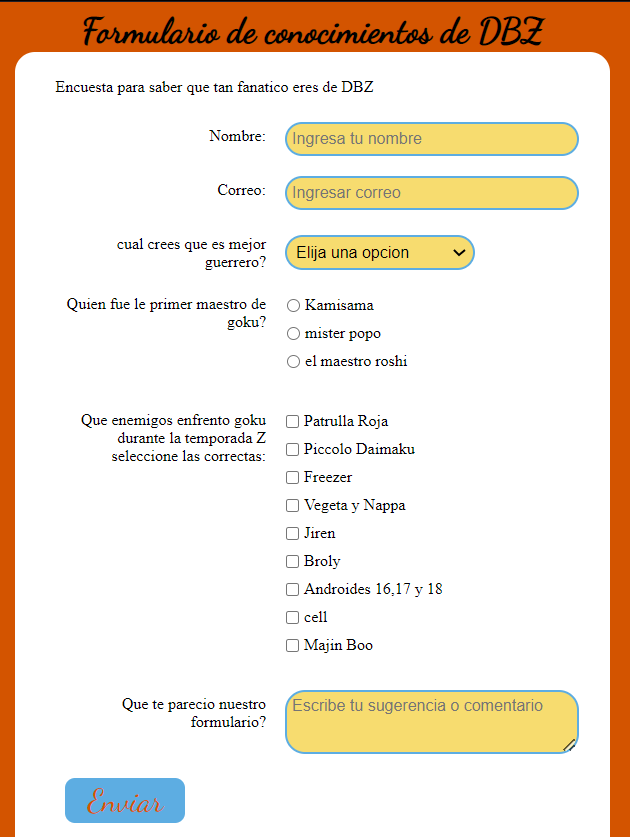 Formulario de conocimientos de DBZ
Encuesta para saber que tan fanatico eres de DBZ
Nombre:
Ingresa tu nombre
Correo:
Ingresar correo
cual crees que es mejor
guerrero?
Elija una opcion
Quien fue le primer maestro de
goku?
Kamisama
mister popo
el maestro roshi
Que enemigos enfrento goku
durante la temporada Z
seleccione las correctas:
Patrulla Roja
Piccolo Daimaku
Freezer
Vegeta y Nappa
Jiren
Broly
Androides 16,17 y 18
cell
Majin Boo
Que te parecio nuestro
formulario?
Escribe tu sugerencia o comentario
Enviar